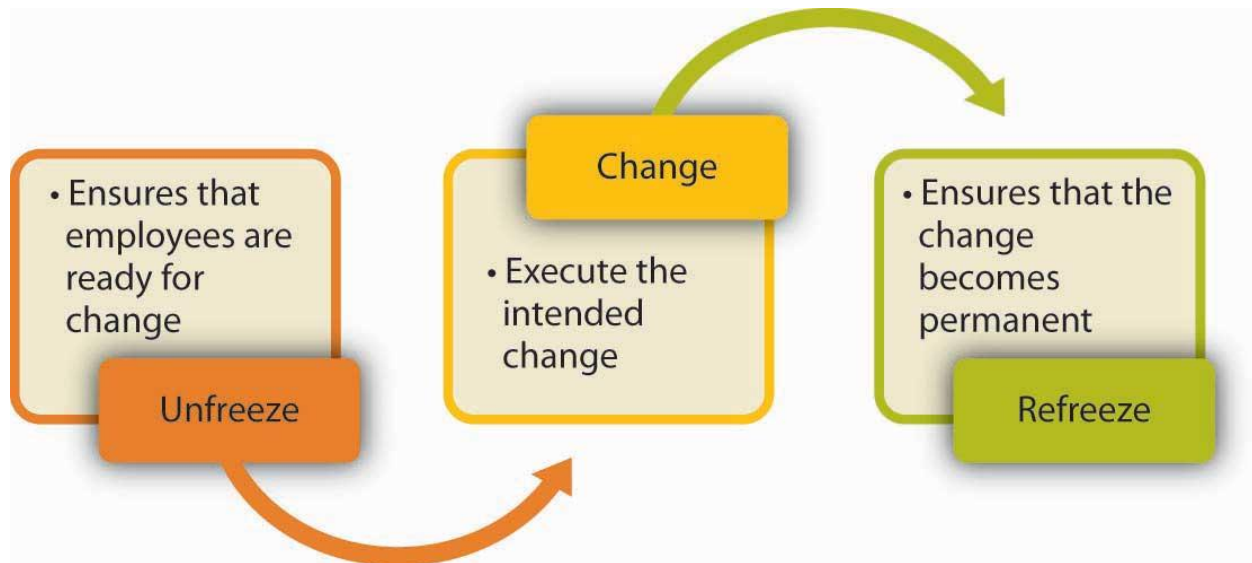 • Ensures that
employees are
ready for
change
Unfreeze
Change
• Execute the
intended
change
• Ensures that the
change
becomes
permanent
Refreeze